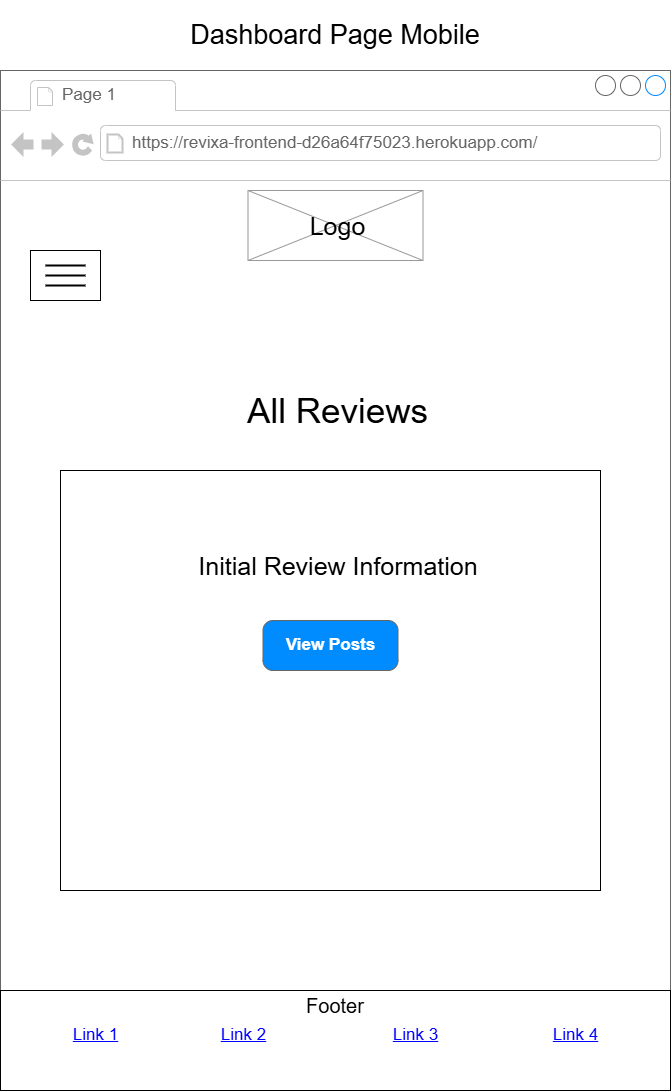 Dashboard Page Mobile
Page 1
https://revixa-frontend-d26a64f75023.herokuapp.com/
Logo
All Reviews
Initial Review Information
View Posts
Footer
Link 1 Link 2 Link 3 Link 4